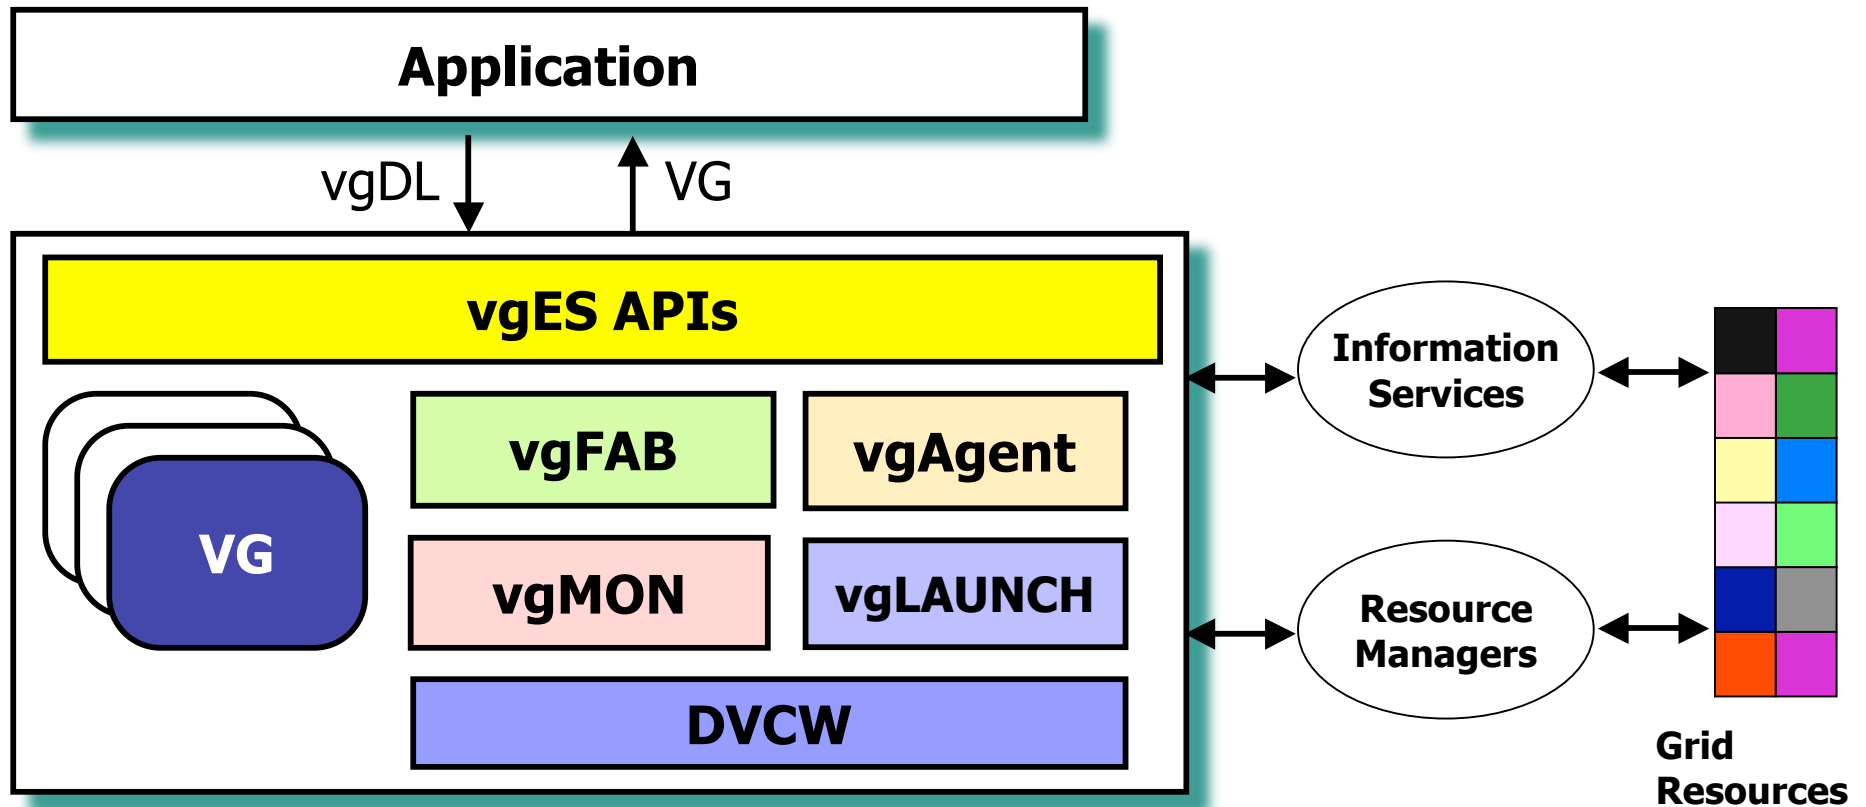 Application
vgDL
VG
vgES APIs
vgFAB
vgAgent
VG
vgMON
vgLAUNCH
DVCW
Information
Services
Resource
Managers
Grid
Resources